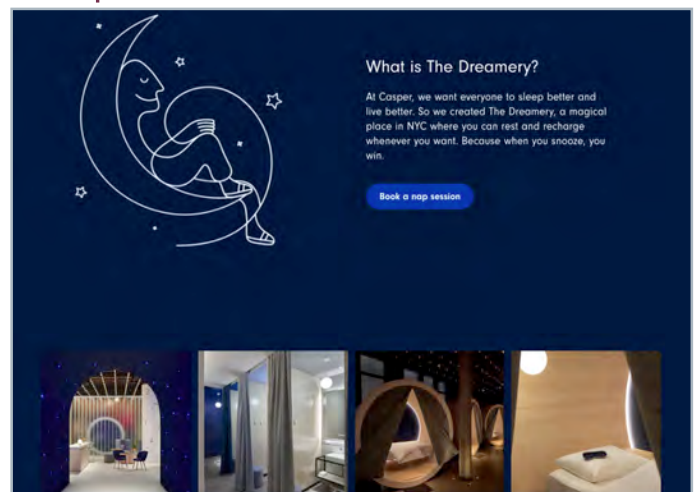 What is The Dreamery?
At Casper, we want everyone to sleep better and
live better. So we created The Dreamery, a magical
place in NYC where you can rest and recharge
whenever you want. Because when you snooze, you
win.
Book a nap session